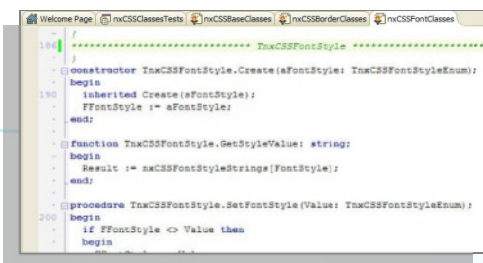 Welcome Page nxCSSClassesTests nxCSSBaseClasses nxCSSBorderClasses nxCSSFontClasses
{
186 ****************************** TnxCSSFontStyle **********************
}
constructor TnxCSSFontStyle.Create(aFontStyle: TnxCSSFontStyleEnum);
begin
190 inherited Create(aFontStyle);
FFontStyle := aFontStyle;
end;
function TnxCSSFontStyle.GetStyleValue: string;
begin
Result := nxCSSFontStyleStrings[FontStyle];
end;
procedure TnxCSSFontStyle.SetFontStyle(Value: TnxCSSFontStyleEnum);
200 begin
if FFontStyle <> Value then
begin